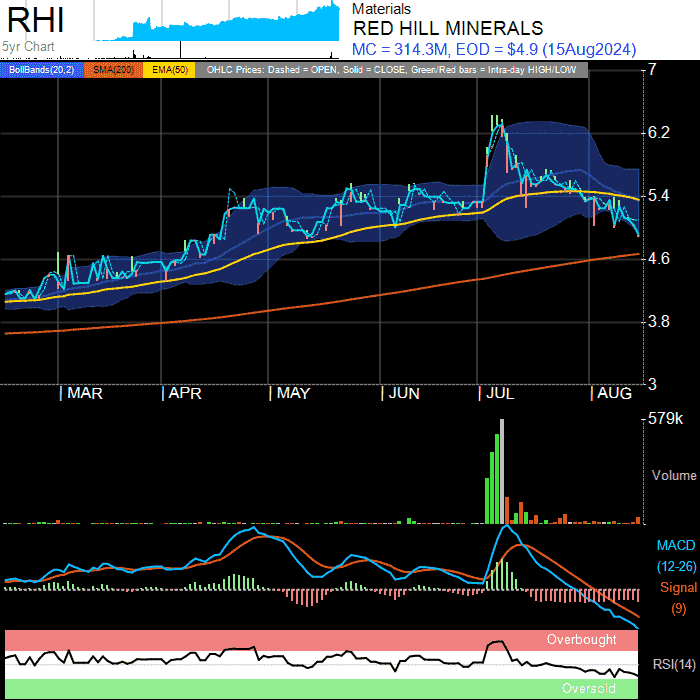 RHI
5yr Chart
Materials
RED HILL MINERALS
MC = 314.3M, EOD = $4.9 (15Aug2024)
BollBands(20,2) SMA(200) EMA(50) OHLC Prices: Dashed = OPEN, Solid = CLOSE, Green/Red bars = Intra-day HIGH/LOW
7
6.2
5.4
4.6
3.8
3
MAR APR MAY JUN JUL AUG
579k
Volume
MACD
(12-26)
Signal
(9)
Overbought
RSI(14)
Oversold